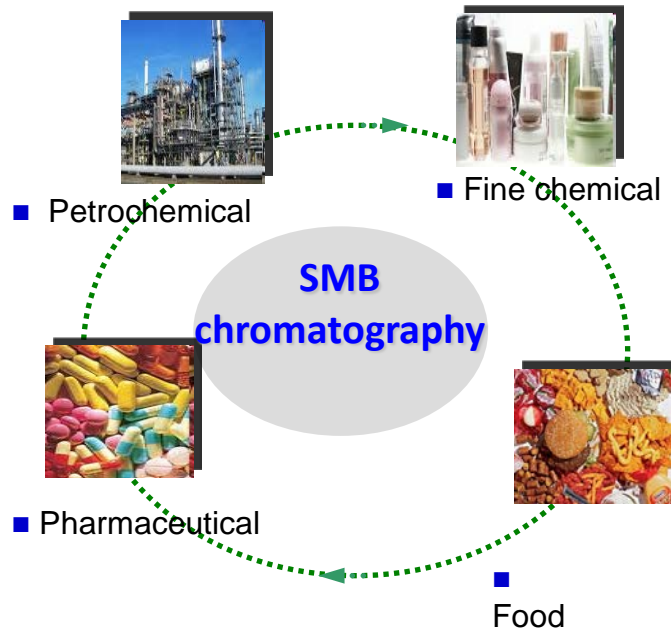 Petrochemical
Fine chemical
SMB
chromatography
Pharmaceutical
Food